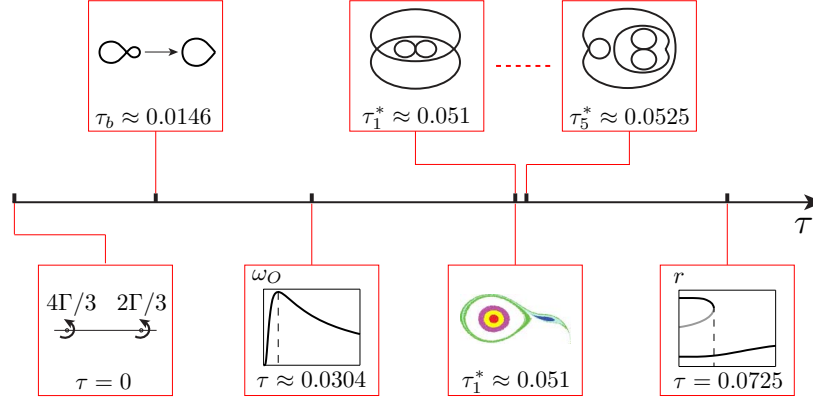 τ_b ≈ 0.0146
τ_1^* ≈ 0.051
τ_5^* ≈ 0.0525
τ
4Γ/3 2Γ/3
τ = 0
ω_O
τ ≈ 0.0304
τ_1^* ≈ 0.051
r
τ = 0.0725